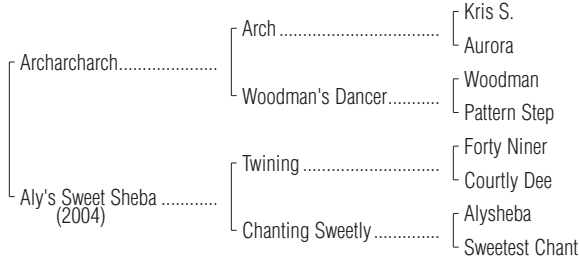 Kris S.
Arch ........................................
Aurora
Archarcharch.....................
Woodman
Woodman's Dancer...........
Pattern Step
Forty Niner
Twining ..................................
Courtly Dee
Aly's Sweet Sheba ............
(2004)
Alysheba
Chanting Sweetly..............
Sweetest Chant